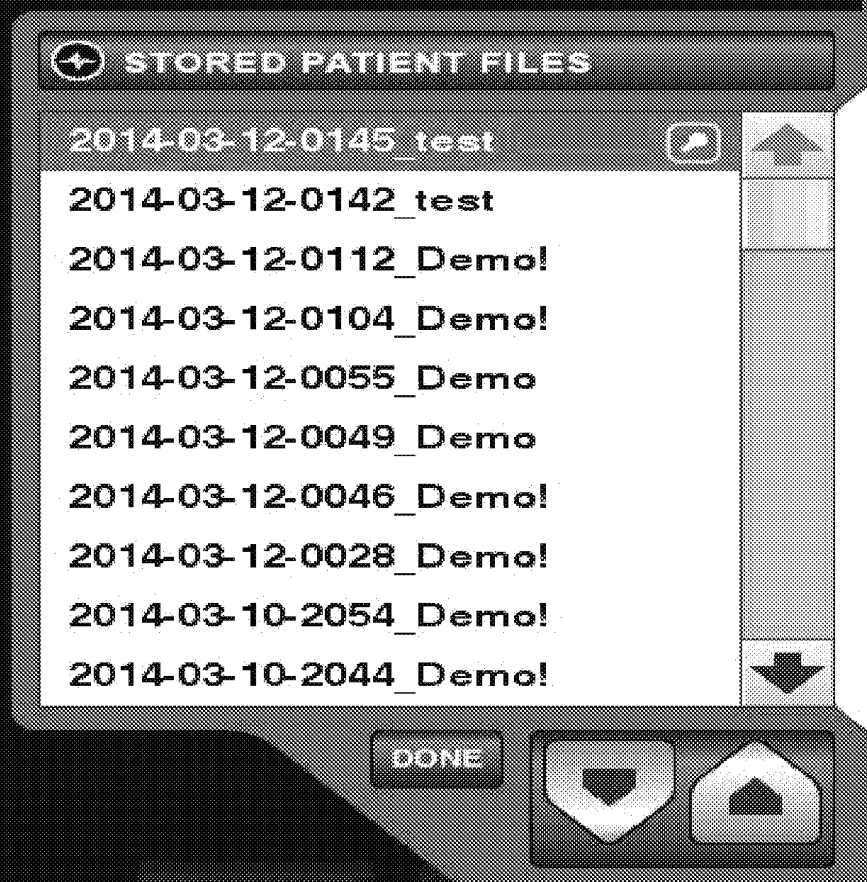 STORED PATIENT FILES
2014-03-12-0145_test
2014-03-12-0142_test
2014-03-12-0112_Demo!
2014-03-12-0104_Demo!
2014-03-12-0055_Demo
2014-03-12-0049_Demo
2014-03-12-0046_Demo!
2014-03-12-0028_Demo!
2014-03-10-2054_Demo!
2014-03-10-2044_Demo!
DONE